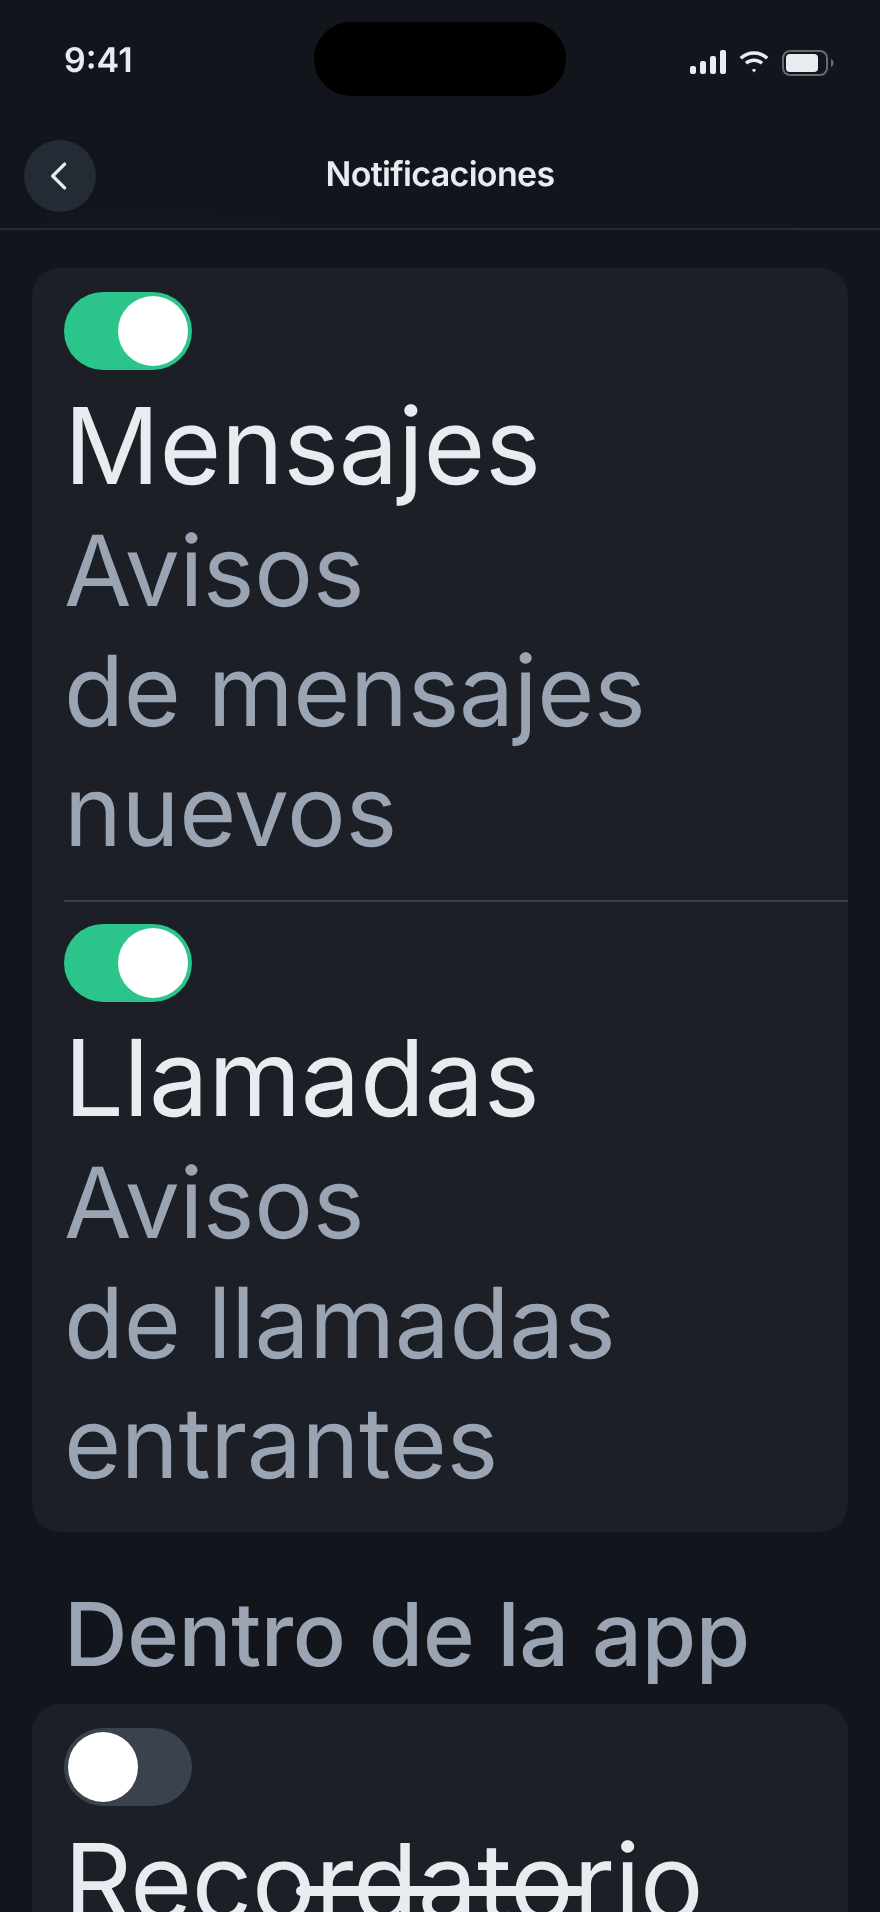 9:41
Notificaciones
Mensajes
Avisos
de mensajes
nuevos
Llamadas
Avisos
de llamadas
entrantes
Dentro de la app
Recordatorio